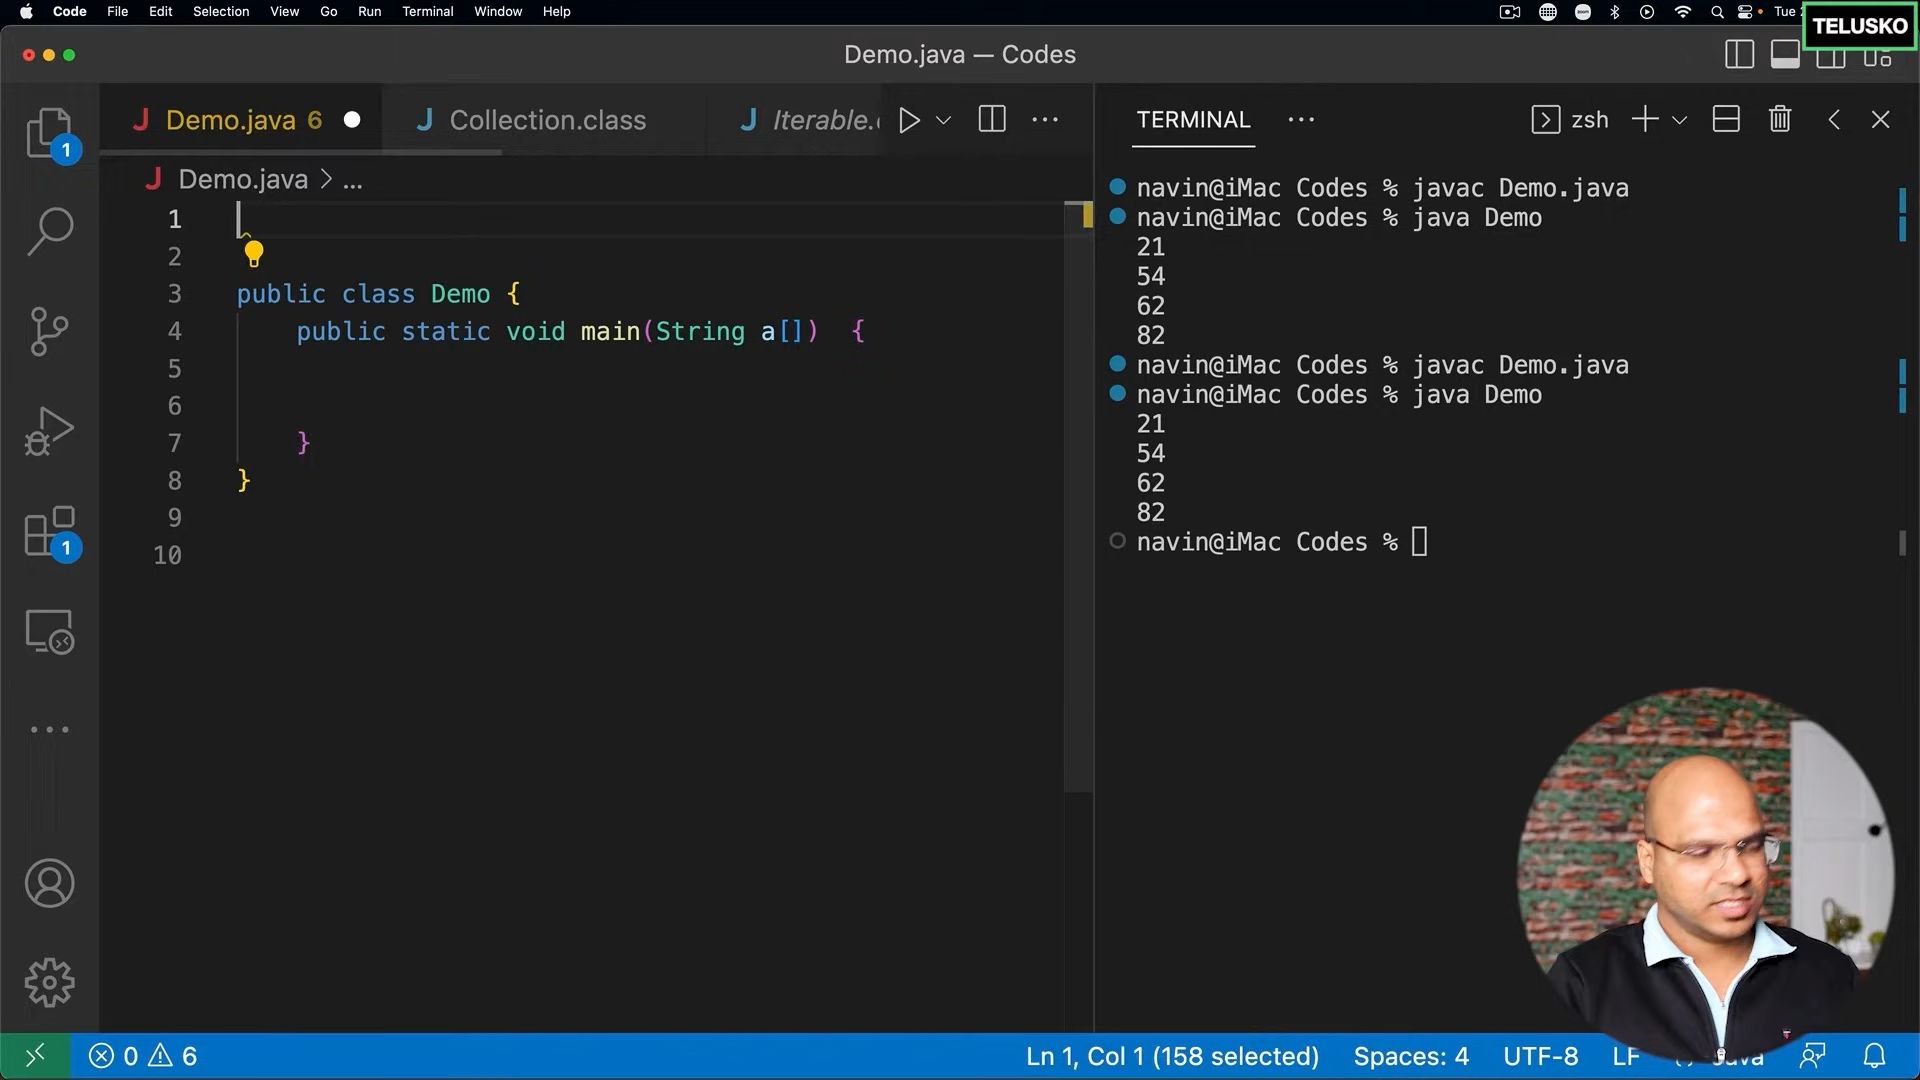 Code File Edit Selection View Go Run Terminal Window Help
Tue
TELUSKO
Demo.java — Codes
Demo.java 6
Collection.class
Iterable.
TERMINAL
zsh
Demo.java > ...
1
2
3 public class Demo {
4 public static void main(String a[]) {
5
6
7 }
8 }
9
10
navin@iMac Codes % javac Demo.java
navin@iMac Codes % java Demo
21
54
62
82
navin@iMac Codes % javac Demo.java
navin@iMac Codes % java Demo
21
54
62
82
navin@iMac Codes %
1
1
0 6
Ln 1, Col 1 (158 selected)
Spaces: 4
UTF-8
LF